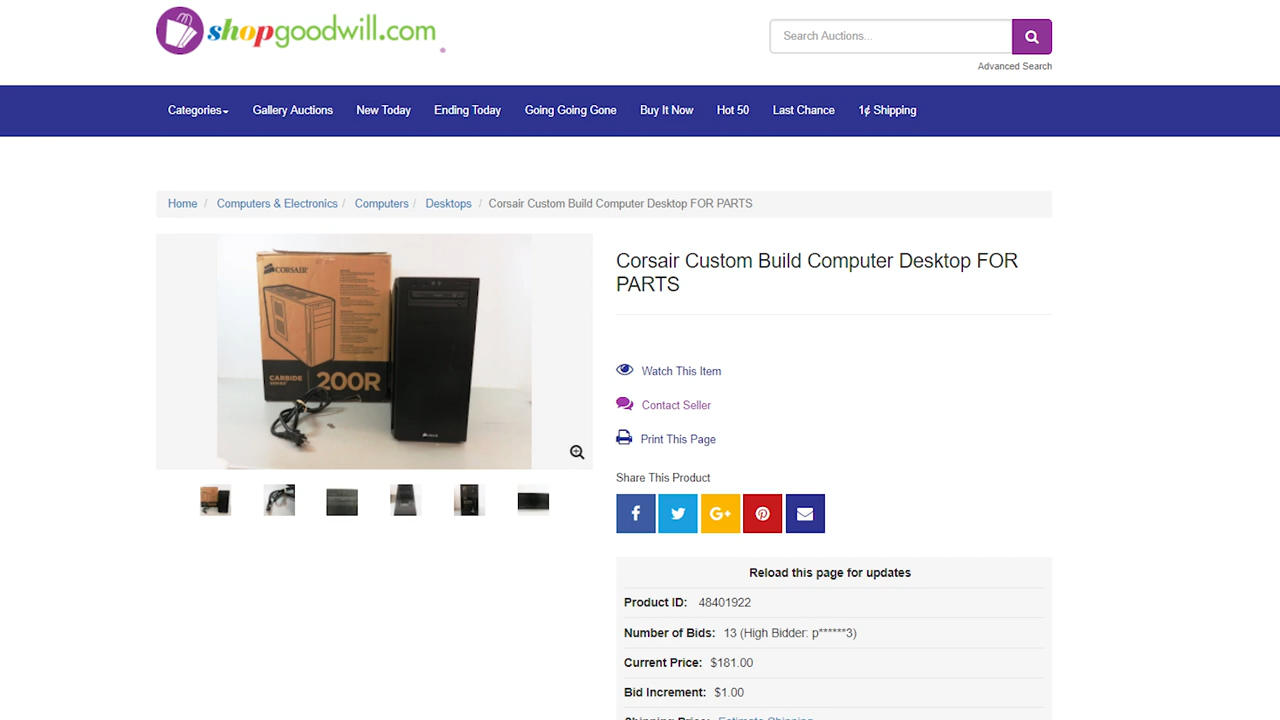 shopgoodwill.com
Search Auctions...
Advanced Search
Categories Gallery Auctions New Today Ending Today Going Going Gone Buy It Now Hot 50 Last Chance 1¢ Shipping
Home / Computers & Electronics / Computers / Desktops / Corsair Custom Build Computer Desktop FOR PARTS
CORSAIR
CARBIDE
SERIES
200R
Corsair Custom Build Computer Desktop FOR
PARTS
Watch This Item
Contact Seller
Print This Page
Share This Product
Reload this page for updates
Product ID: 48401922
Number of Bids: 13 (High Bidder: p******3)
Current Price: $181.00
Bid Increment: $1.00
Shipping Price: Estimate Shipping